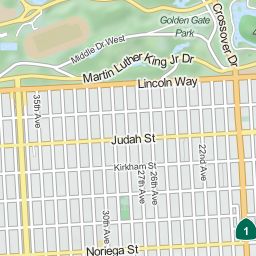 Golden Gate
Park
Crossover Dr
4
Middle Dr West
Martin Luther King Jr Dr
Lincoln Way
35th Ave
Judah St
22nd Ave
Kirkham St
27th Ave
26th Ave
30th Ave
1
Noriega St